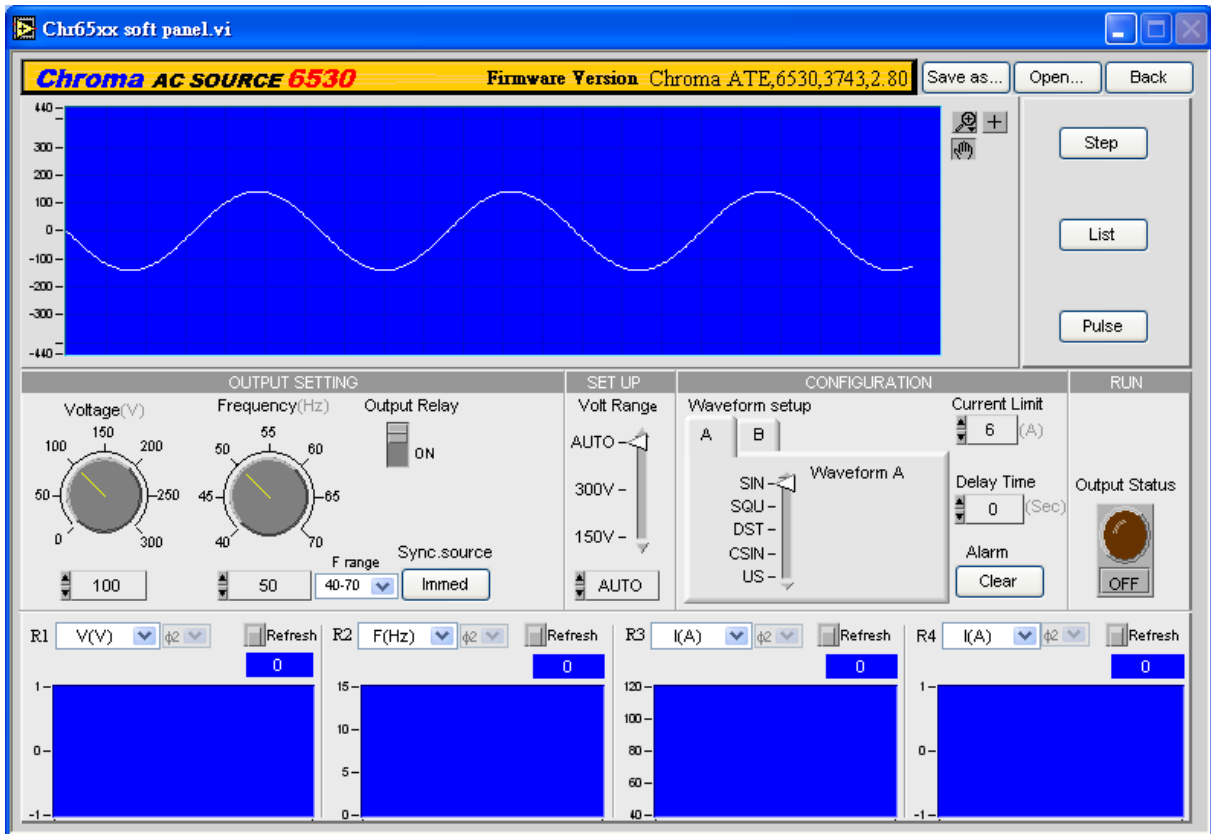 Chr65xx soft panel.vi
Chroma AC SOURCE 6530 Firmware Version Chroma ATE,6530,3743,2.80 Save as... Open... Back
440
300
200
100
0
-100
-200
-300
-440
Step
List
Pulse
OUTPUT SETTING SET UP CONFIGURATION RUN
Voltage(V)
0 50 100 150 200 250 300
100
Frequency(Hz)
40 45 50 55 60 65 70
50
F range
40-70
Output Relay
ON
Sync.source
Immed
Volt Range
AUTO
300V
150V
AUTO
Waveform setup
A B
Waveform A
SIN
SQU
DST
CSIN
US
Current Limit
6 (A)
Delay Time
0 (Sec)
Alarm
Clear
Output Status
OFF
R1 V(V) ϕ2 Refresh
0
1
0
-1
R2 F(Hz) ϕ2 Refresh
0
15
10
5
0
R3 I(A) ϕ2 Refresh
0
120
100
80
60
40
R4 I(A) ϕ2 Refresh
0
1
0
-1